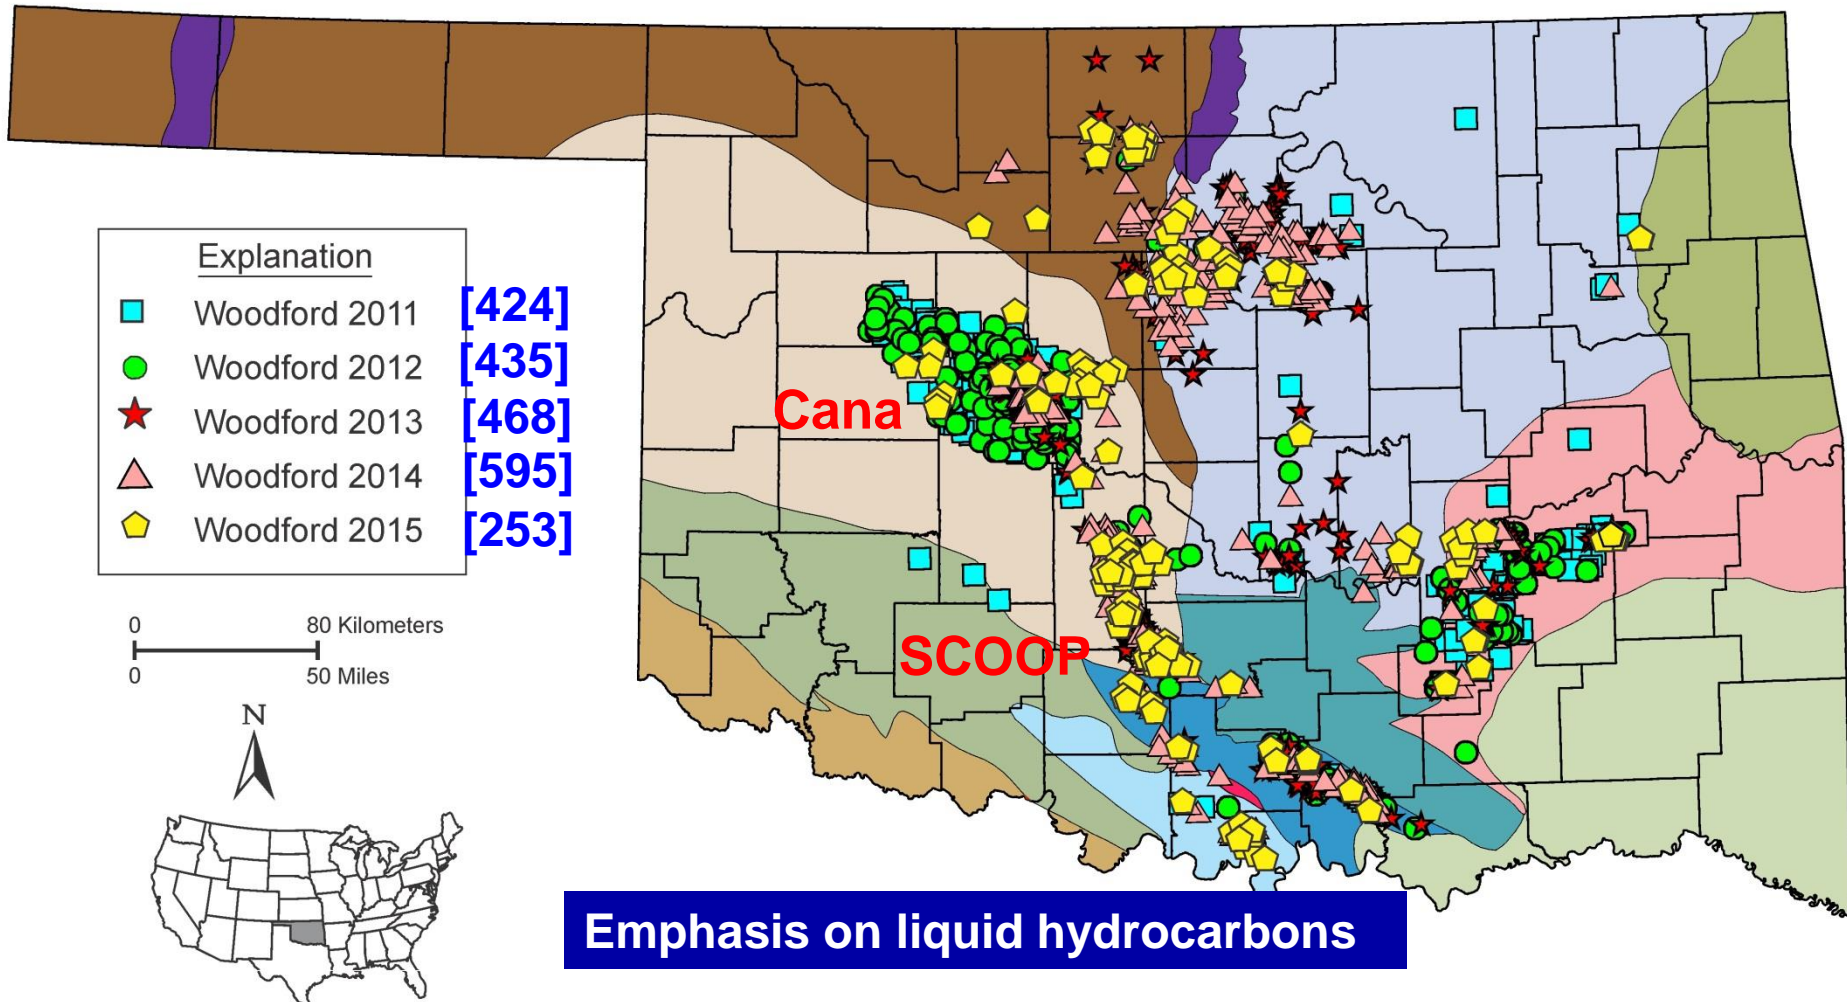 Explanation
Woodford 2011 [424]
Woodford 2012 [435]
Woodford 2013 [468]
Woodford 2014 [595]
Woodford 2015 [253]
Cana
SCOOP
0 80 Kilometers
0 50 Miles
N
Emphasis on liquid hydrocarbons